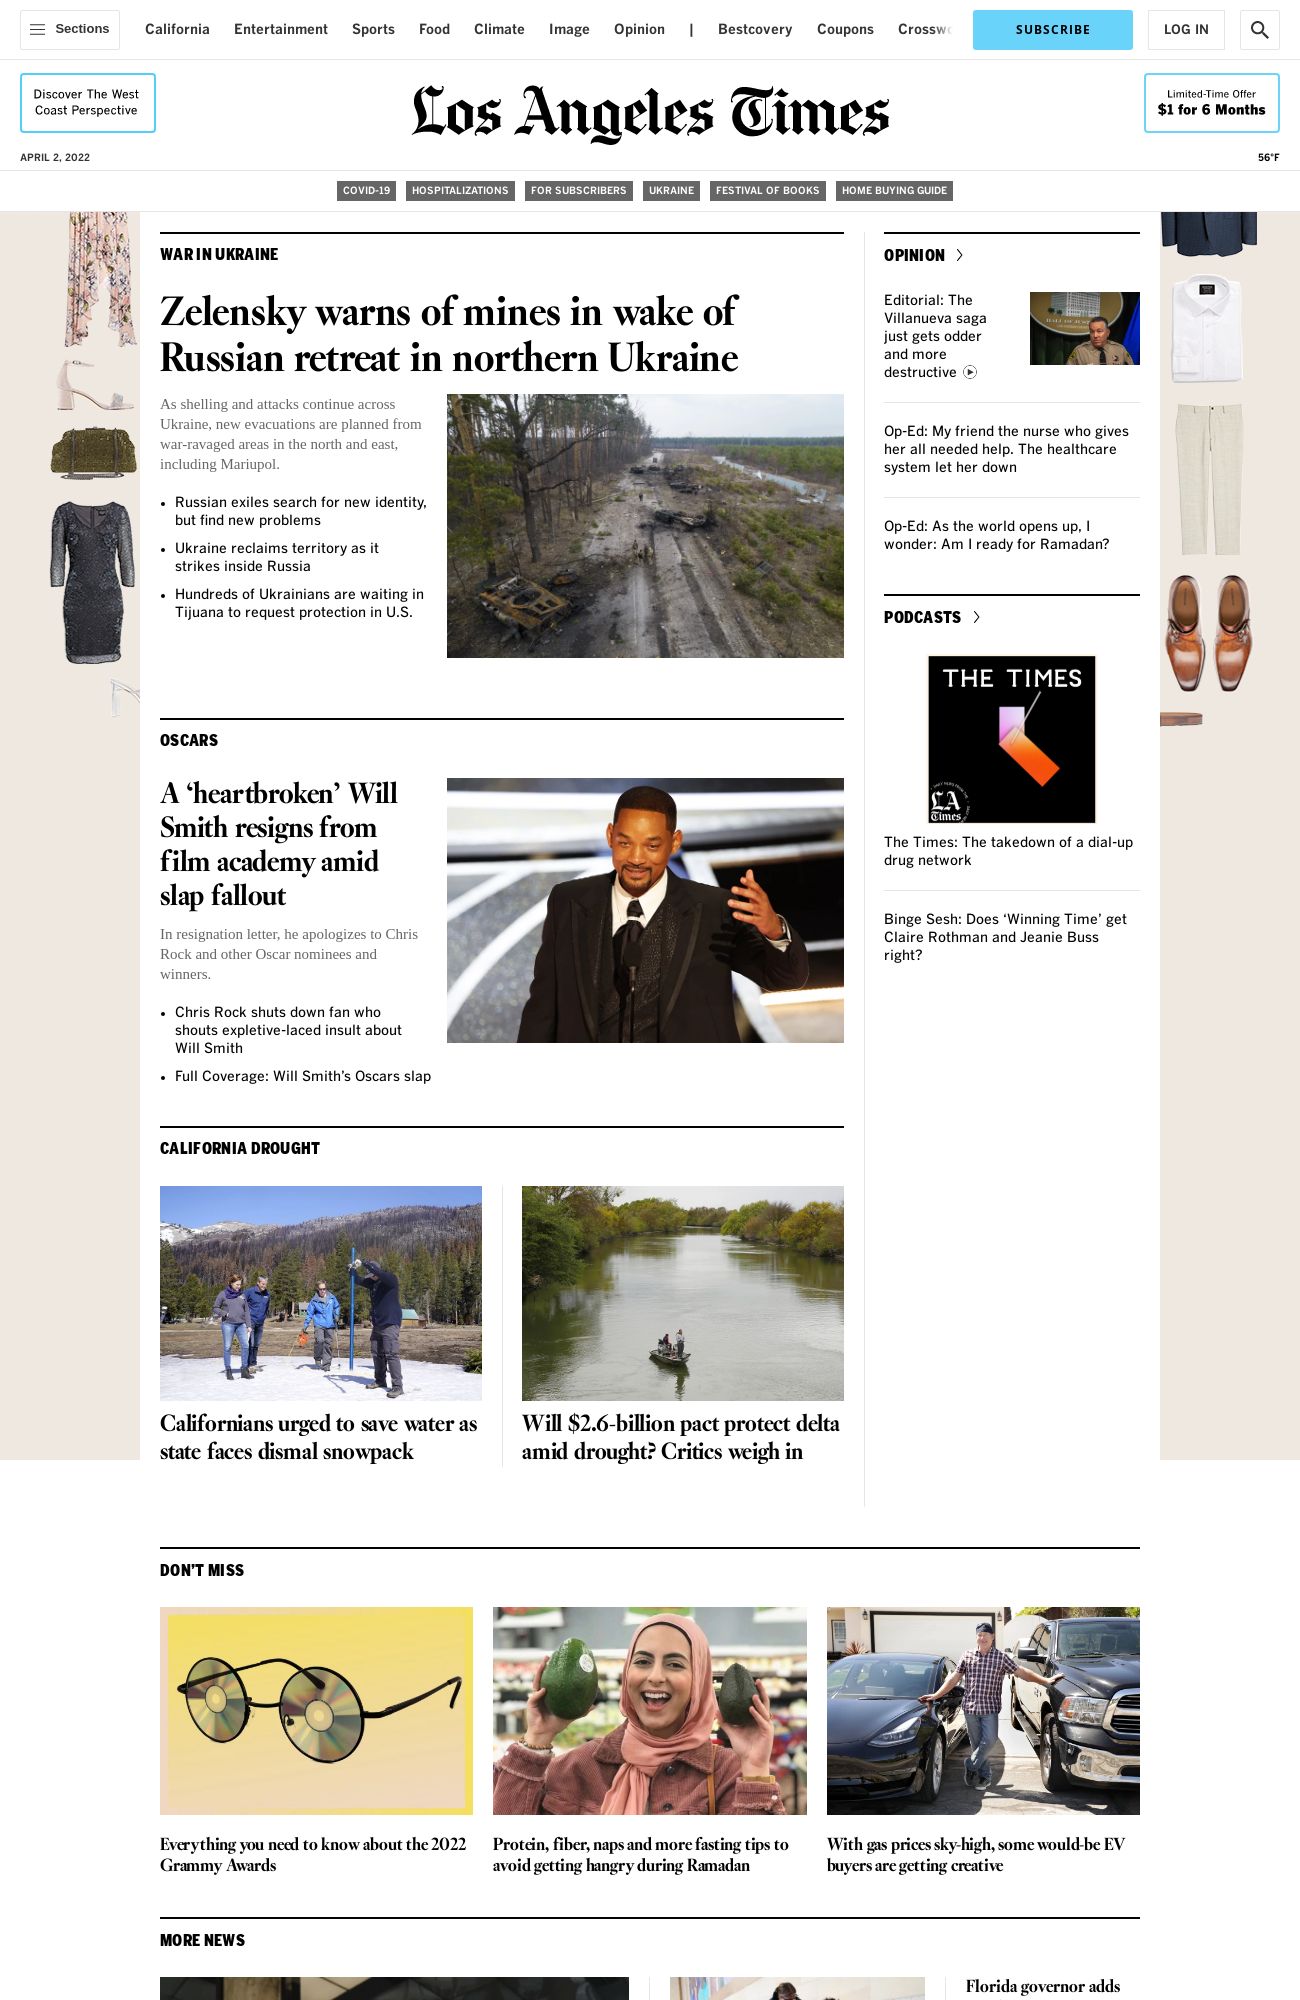 Sections
California
Entertainment
Sports
Food
Climate
Image
Opinion
|
Bestcovery
Coupons
Crossw
SUBSCRIBE
LOG IN
Discover The West
Coast Perspective
Los Angeles Times
Limited-Time Offer
$1 for 6 Months
APRIL 2, 2022
56°F
COVID-19
HOSPITALIZATIONS
FOR SUBSCRIBERS
UKRAINE
FESTIVAL OF BOOKS
HOME BUYING GUIDE
WAR IN UKRAINE
Zelensky warns of mines in wake of
Russian retreat in northern Ukraine
As shelling and attacks continue across
Ukraine, new evacuations are planned from
war-ravaged areas in the north and east,
including Mariupol.
• Russian exiles search for new identity,
but find new problems
• Ukraine reclaims territory as it
strikes inside Russia
• Hundreds of Ukrainians are waiting in
Tijuana to request protection in U.S.
OSCARS
A ‘heartbroken’ Will
Smith resigns from
film academy amid
slap fallout
In resignation letter, he apologizes to Chris
Rock and other Oscar nominees and
winners.
• Chris Rock shuts down fan who
shouts expletive-laced insult about
Will Smith
• Full Coverage: Will Smith’s Oscars slap
CALIFORNIA DROUGHT
Californians urged to save water as
state faces dismal snowpack
Will $2.6-billion pact protect delta
amid drought? Critics weigh in
OPINION
Editorial: The
Villanueva saga
just gets odder
and more
destructive
Op-Ed: My friend the nurse who gives
her all needed help. The healthcare
system let her down
Op-Ed: As the world opens up, I
wonder: Am I ready for Ramadan?
PODCASTS
THE TIMES
LA
Times
The Times: The takedown of a dial-up
drug network
Binge Sesh: Does ‘Winning Time’ get
Claire Rothman and Jeanie Buss
right?
DON’T MISS
Everything you need to know about the 2022
Grammy Awards
Protein, fiber, naps and more fasting tips to
avoid getting hangry during Ramadan
With gas prices sky-high, some would-be EV
buyers are getting creative
MORE NEWS
Florida governor adds